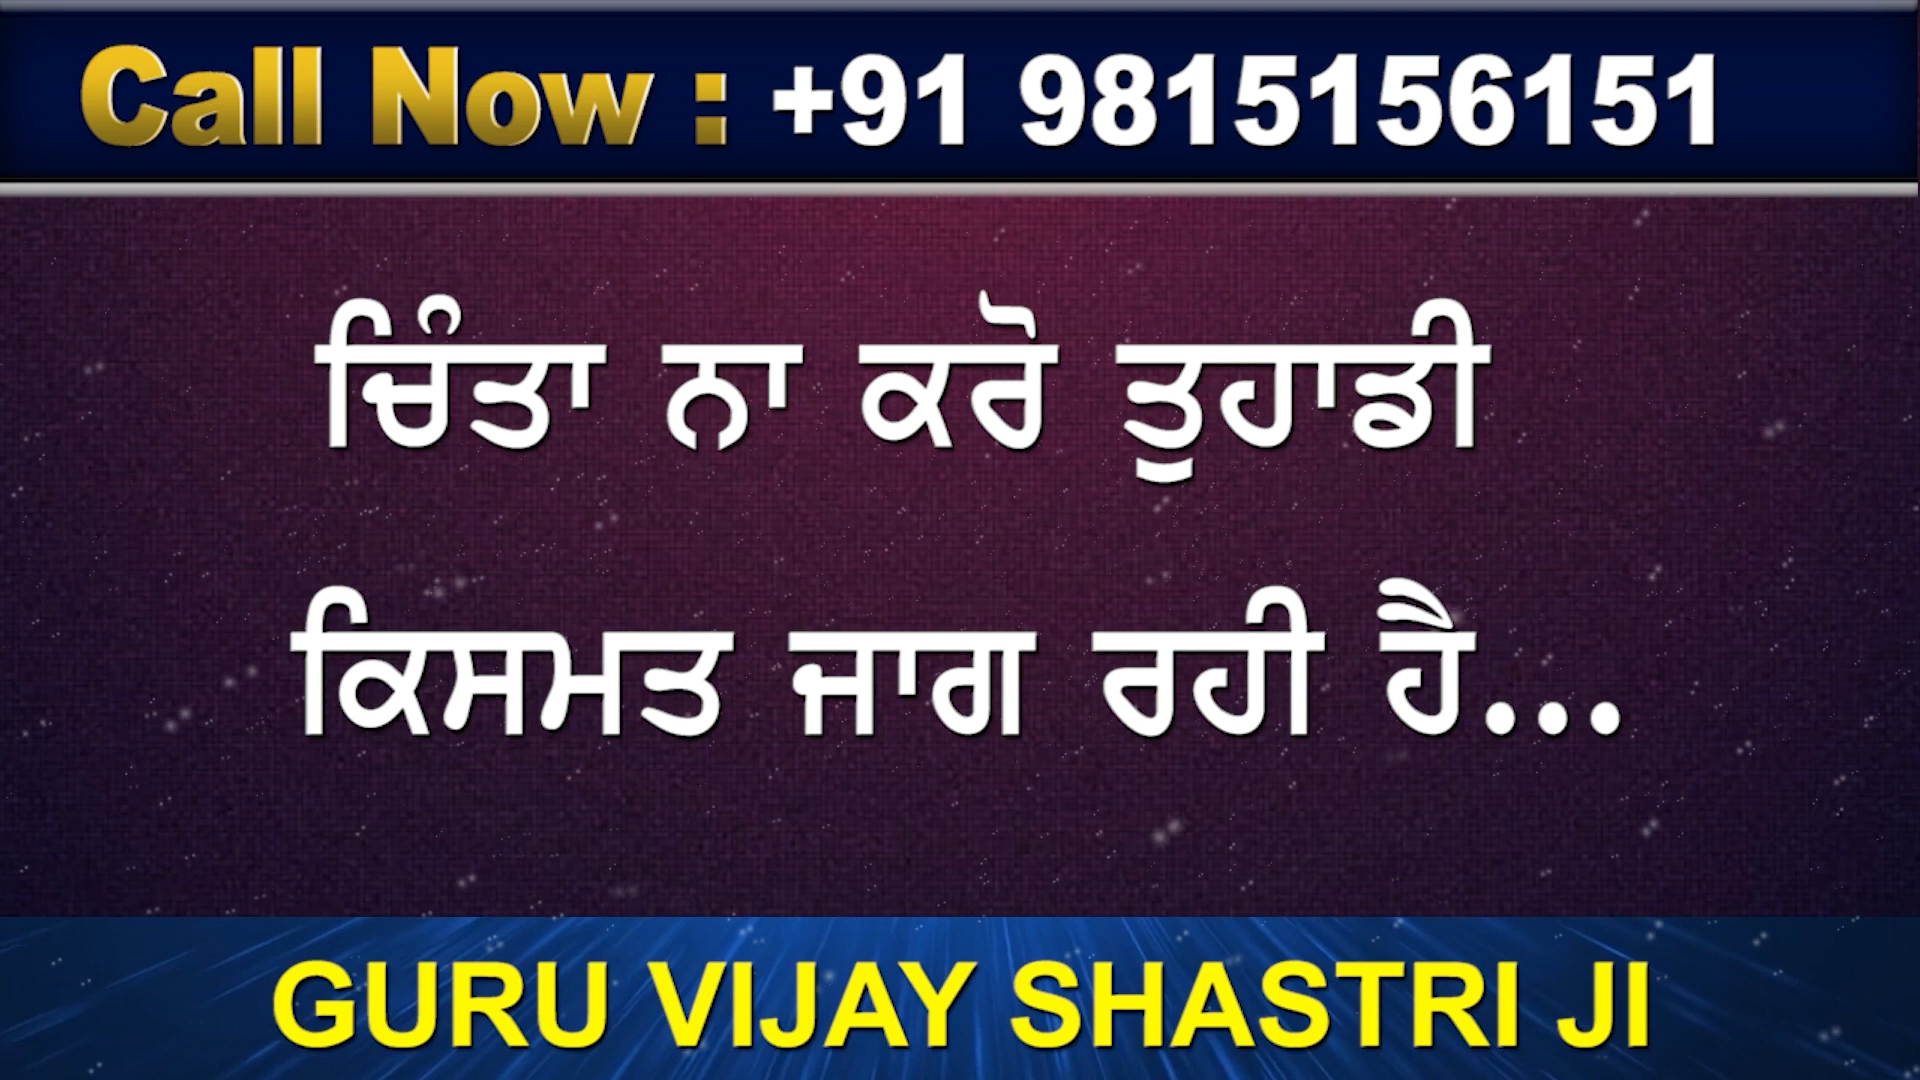 Call Now : +91 9815156151
ਚਿੰਤਾ ਨਾ ਕਰੋ ਤੁਹਾਡੀ
ਕਿਸਮਤ ਜਾਗ ਰਹੀ ਹੈ...
GURU VIJAY SHASTRI JI